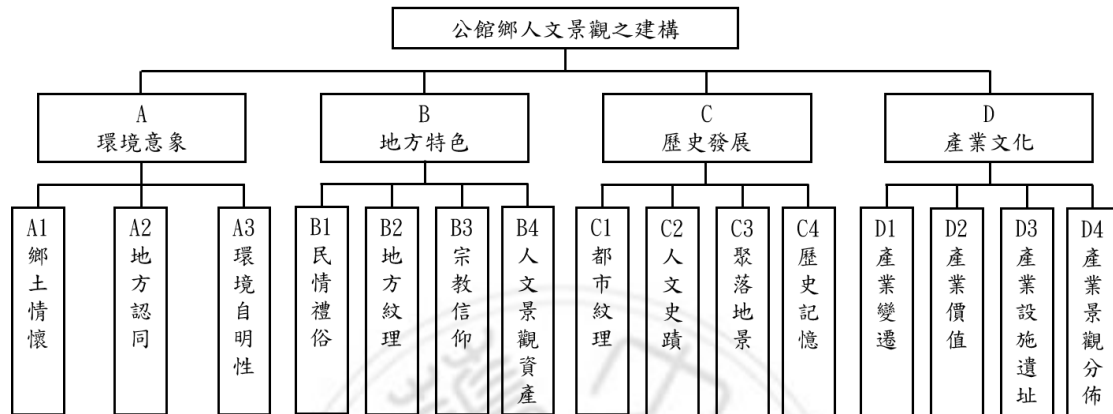 公館鄉人文景觀之建構
A
環境意象
B
地方特色
C
歷史發展
D
產業文化
A1
鄉土情懷
A2
地方認同
A3
環境自明性
B1
民情禮俗
B2
地方紋理
B3
宗教信仰
B4
人文景觀資產
C1
都市紋理
C2
人文史蹟
C3
聚落地景
C4
歷史記憶
D1
產業變遷
D2
產業價值
D3
產業設施遺址
D4
產業景觀分佈